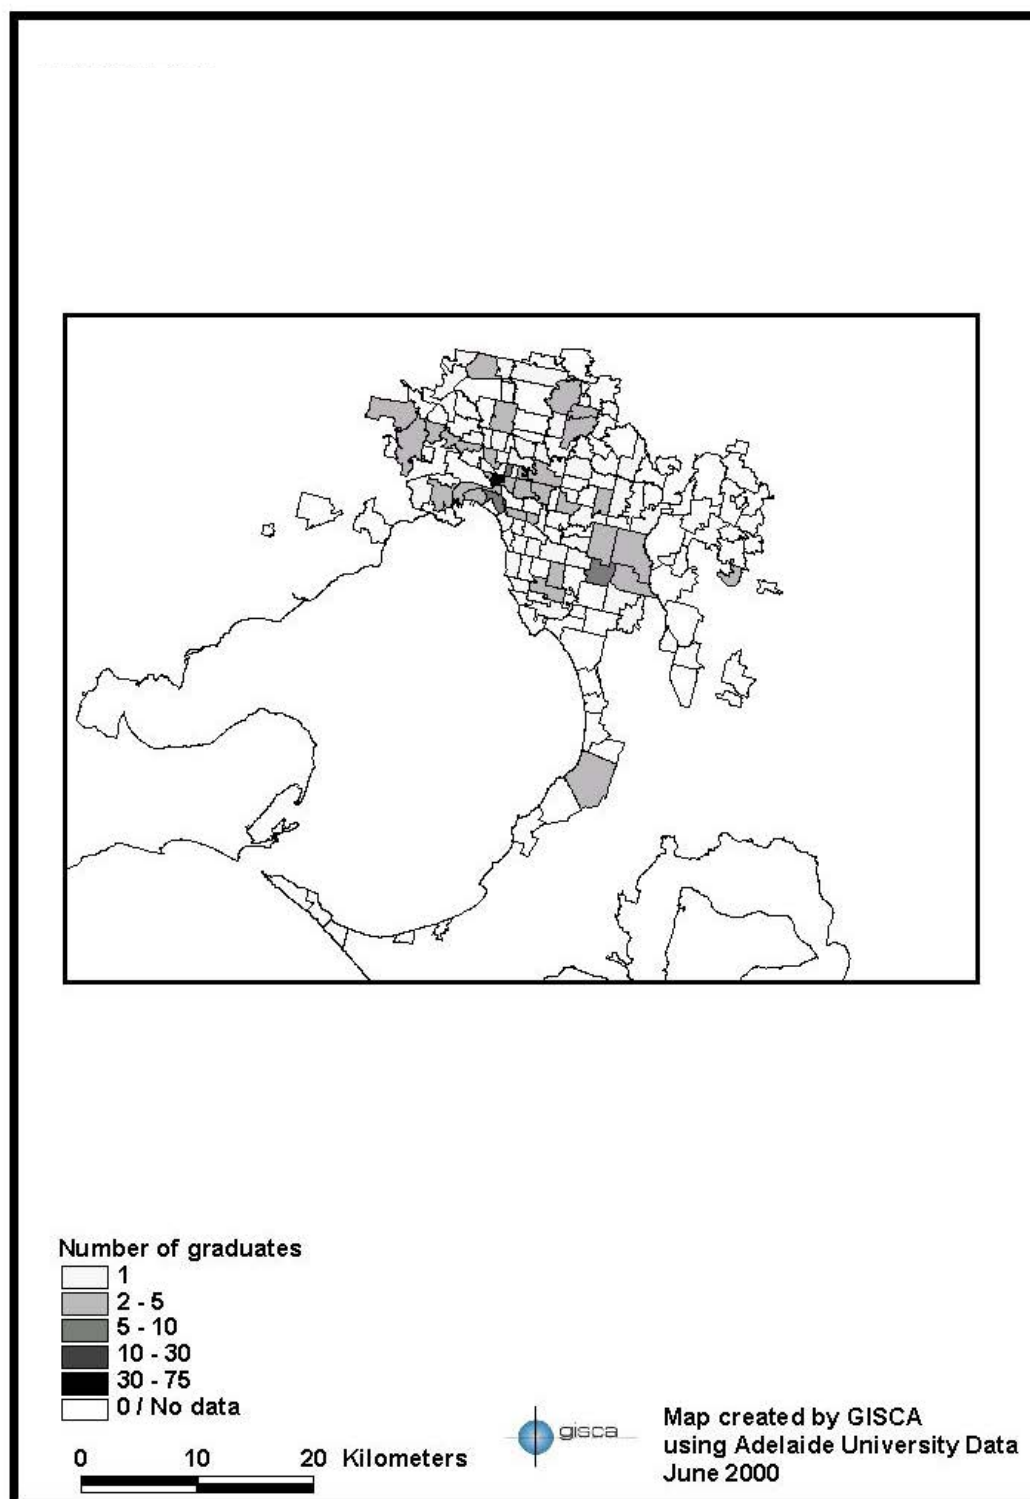 Number of graduates
1
2 - 5
5 - 10
10 - 30
30 - 75
0 / No data
0 10 20 Kilometers
gisca
Map created by GISCA
using Adelaide University Data
June 2000